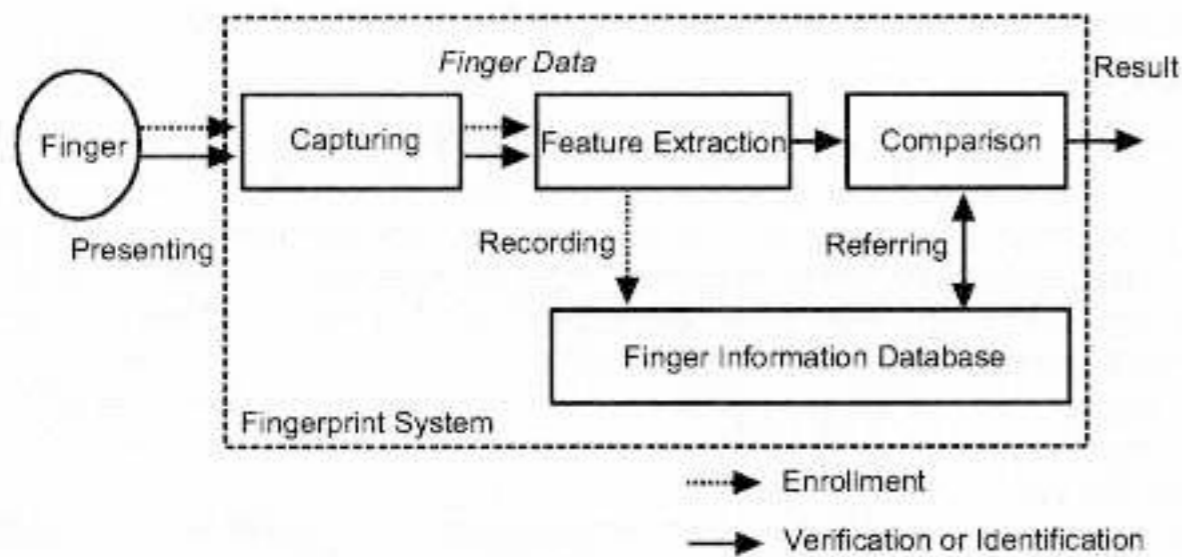 Finger Data
Result
Finger
Capturing
Feature Extraction
Comparison
Presenting
Recording
Referring
Finger Information Database
Fingerprint System
Enrollment
Verification or Identification